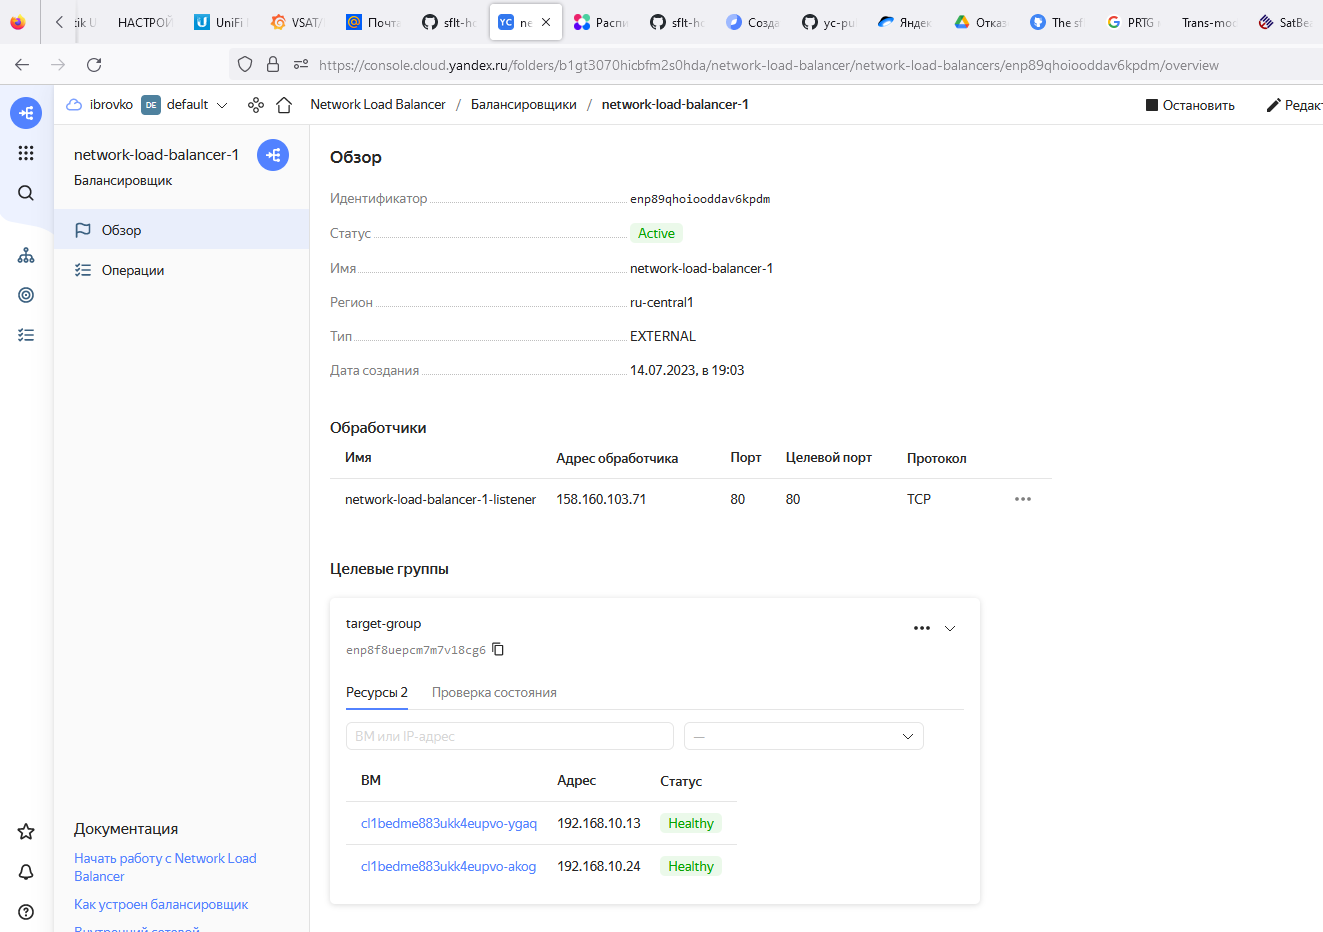 tik U
НАСТРОЙ
UniFi
VSAT/
Почта
sflt-ho
YC
ne
Распи
sflt-ho
Созда
yc-pu
Яндек
Отказ
The sf
PRTG
Trans-mod
SatBea
https://console.cloud.yandex.ru/folders/b1gt3070hicbfm2s0hda/network-load-balancer/network-load-balancers/enp89qhoiooddav6kpdm/overview
ibrovko DE default Network Load Balancer / Балансировщики / network-load-balancer-1 Остановить Редакт
network-load-balancer-1
Балансировщик
Обзор
Операции
Документация
Начать работу с Network Load
Balancer
Как устроен балансировщик
Внутренний сетевой
Обзор
Идентификатор enp89qhoiooddav6kpdm
Статус Active
Имя network-load-balancer-1
Регион ru-central1
Тип EXTERNAL
Дата создания 14.07.2023, в 19:03
Обработчики
Имя Адрес обработчика Порт Целевой порт Протокол
network-load-balancer-1-listener 158.160.103.71 80 80 TCP
Целевые группы
target-group
enp8f8uepcm7m7v18cg6
Ресурсы 2 Проверка состояния
ВМ или IP-адрес —
ВМ Адрес Статус
cl1bedme883ukk4eupvo-ygaq 192.168.10.13 Healthy
cl1bedme883ukk4eupvo-akog 192.168.10.24 Healthy